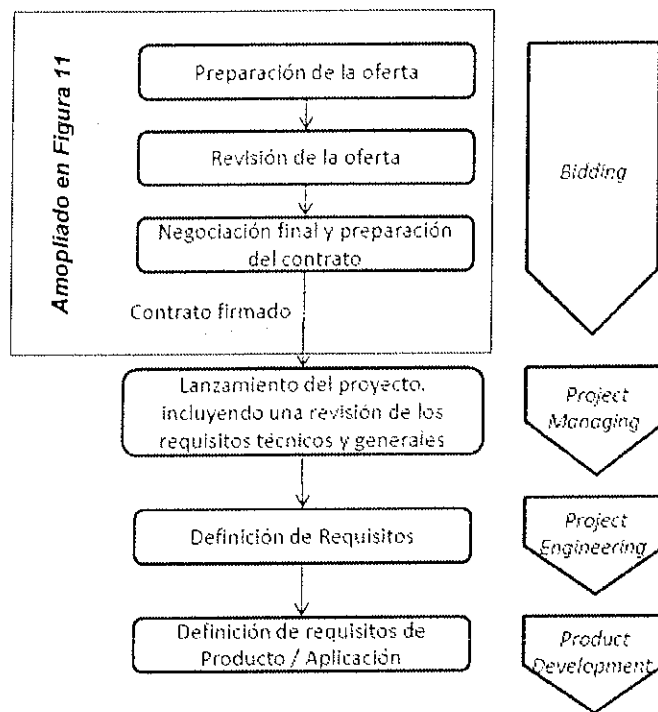 Amopliado en Figura 11
Preparación de la oferta
Revisión de la oferta
Negociación final y preparación
del contrato
Contrato firmado
Bidding
Lanzamiento del proyecto,
incluyendo una revisión de los
requisitos técnicos y generales
Project
Managing
Definición de Requisitos
Project
Engineering
Definición de requisitos de
Producto / Aplicación
Product
Development